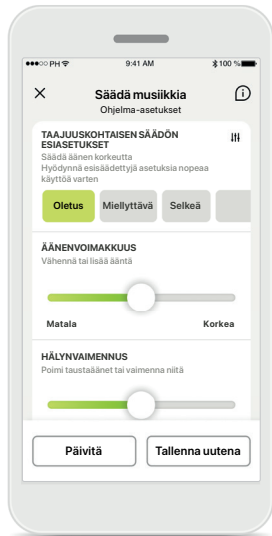 ●●●○○ PH 9:41 AM 100 %
Säädä musiikkia
Ohjelma-asetukset
TAAJUUSKOHTAISEN SÄÄDÖN
ESIASETUKSET
Säädä äänen korkeutta
Hyödynnä esisäädettyjä asetuksia nopeaa
käyttöä varten
Oletus Miellyttävä Selkeä
ÄÄNENVOIMAKKUUS
Vähennä tai lisää ääntä
Matala Korkea
HÄLYNVAIMENNUS
Poimi taustaäänet tai vaimenna niitä
Päivitä Tallenna uutena